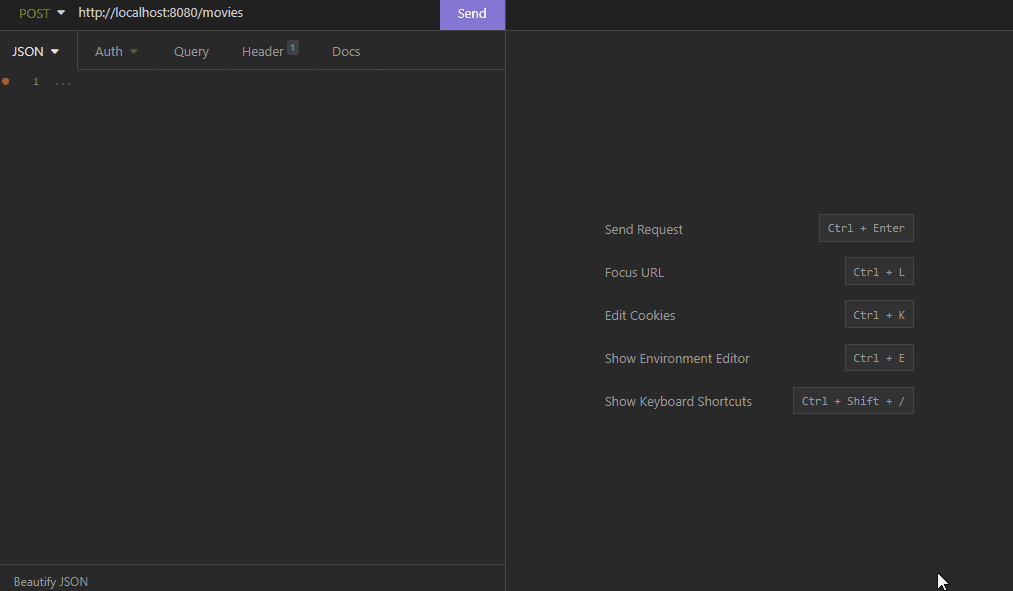 POST http://localhost:8080/movies Send
JSON Auth Query Header 1 Docs
1 ...
Send Request Ctrl + Enter
Focus URL Ctrl + L
Edit Cookies Ctrl + K
Show Environment Editor Ctrl + E
Show Keyboard Shortcuts Ctrl + Shift + /
Beautify JSON